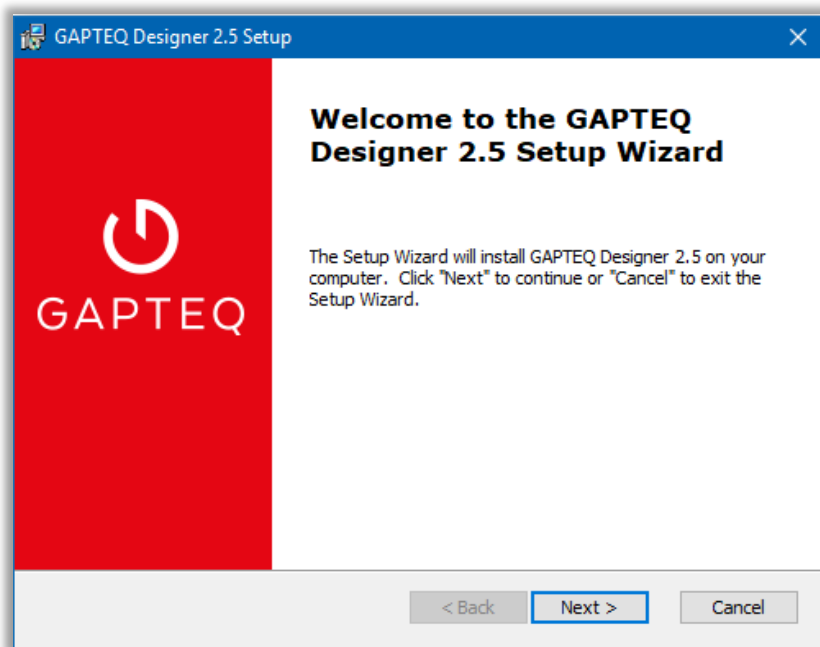 GAPTEQ Designer 2.5 Setup
Welcome to the GAPTEQ
Designer 2.5 Setup Wizard
The Setup Wizard will install GAPTEQ Designer 2.5 on your
computer.  Click "Next" to continue or "Cancel" to exit the
Setup Wizard.
GAPTEQ
< Back
Next >
Cancel